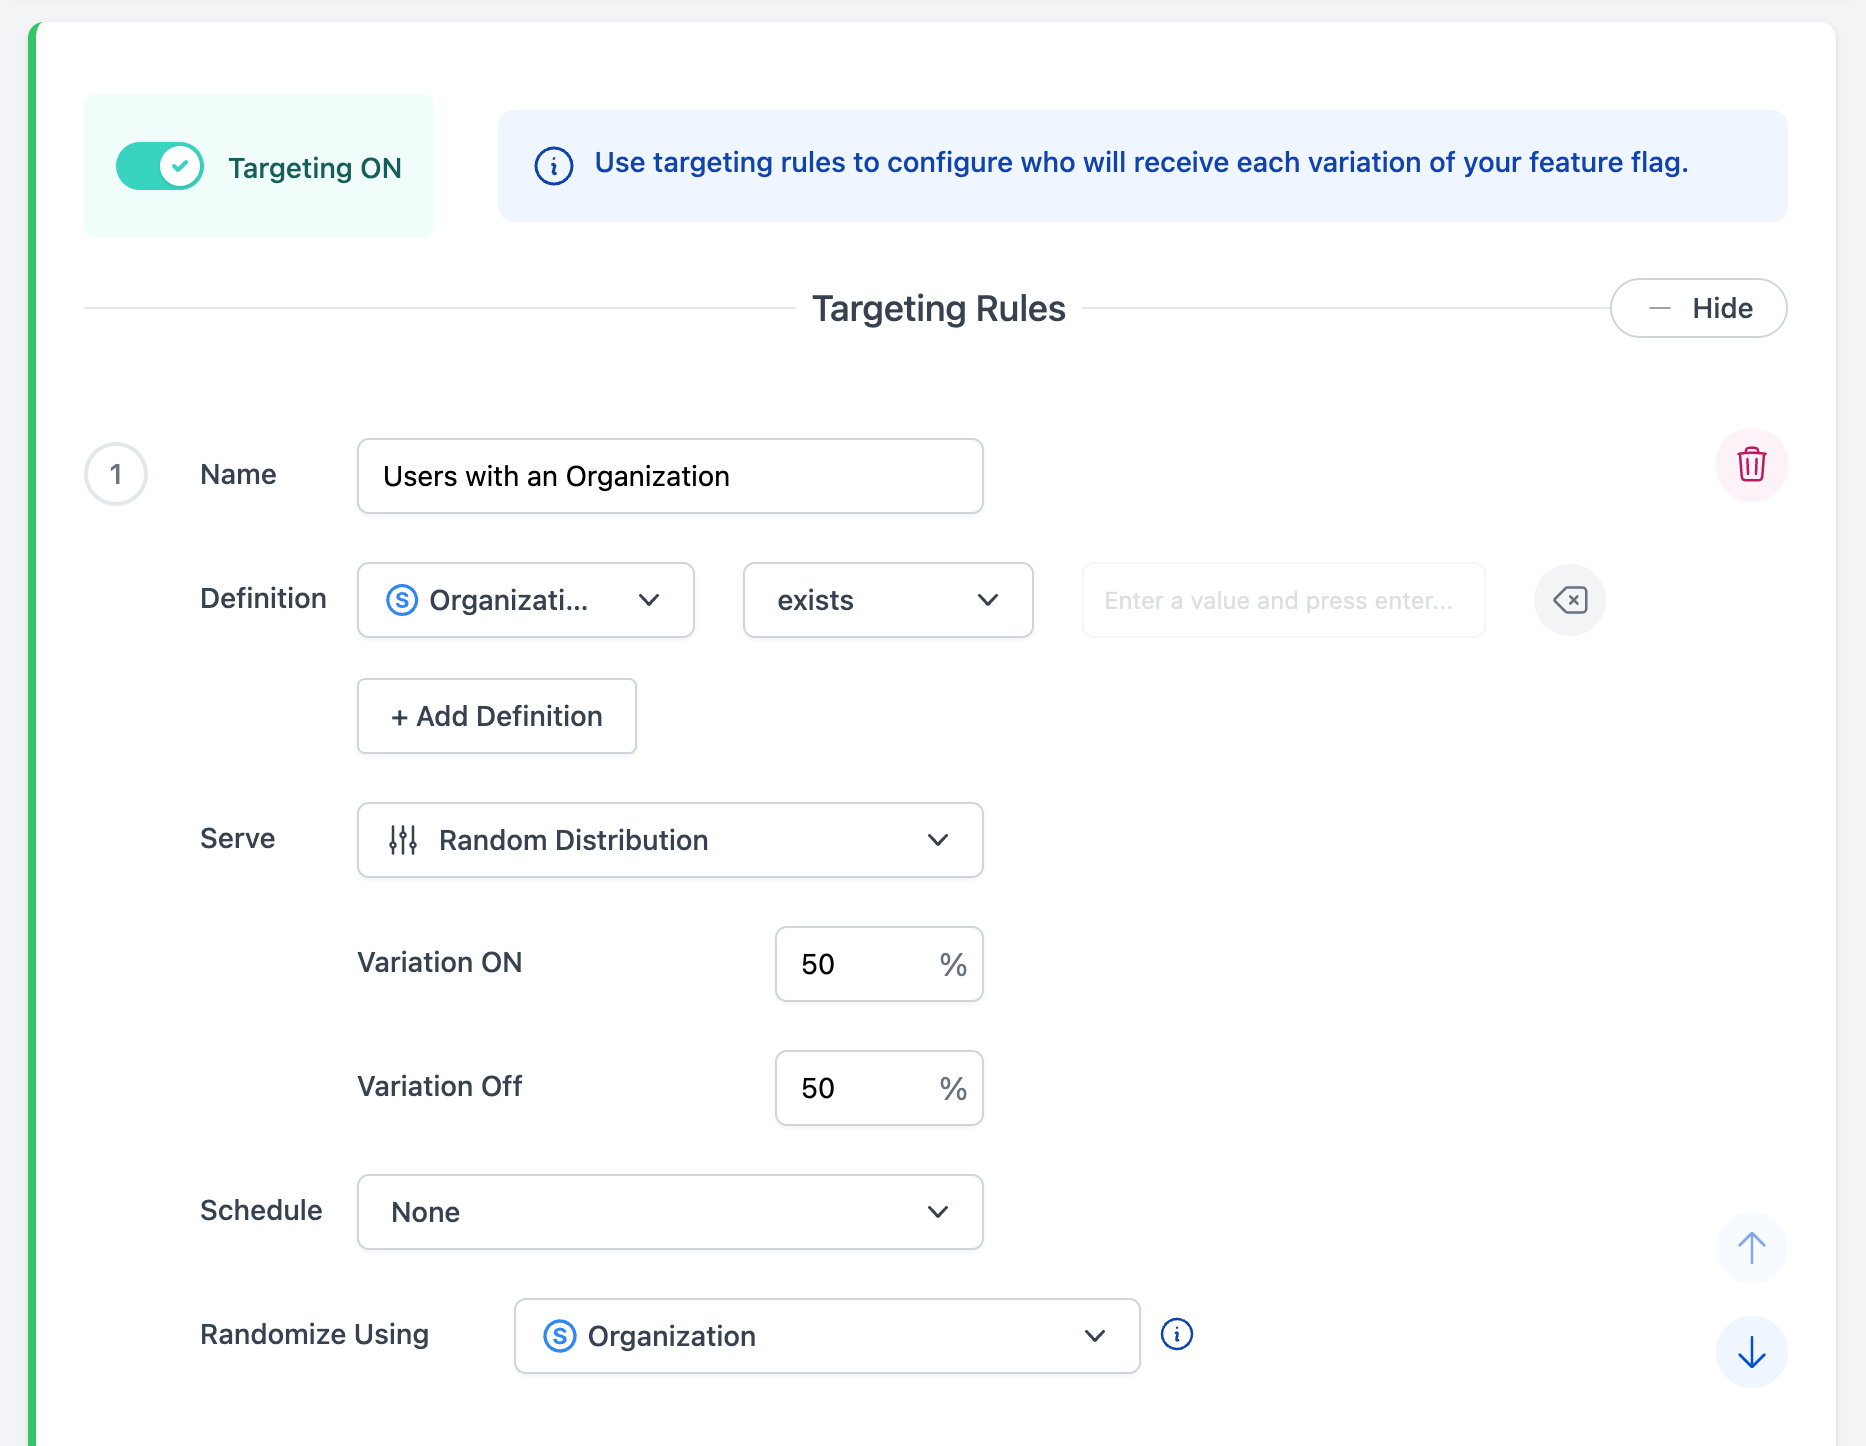 Targeting ON
Use targeting rules to configure who will receive each variation of your feature flag.
Targeting Rules
Hide
1
Name
Users with an Organization
Definition
S Organizati...
exists
Enter a value and press enter...
+ Add Definition
Serve
Random Distribution
Variation ON
50 %
Variation Off
50 %
Schedule
None
Randomize Using
S Organization